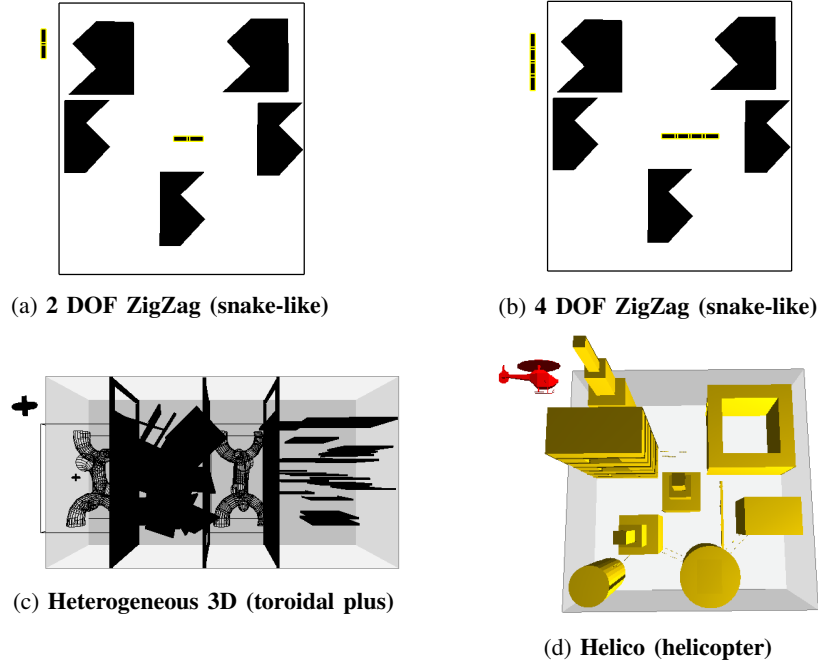 (a) 2 DOF ZigZag (snake-like)
(b) 4 DOF ZigZag (snake-like)
(c) Heterogeneous 3D (toroidal plus)
(d) Helico (helicopter)